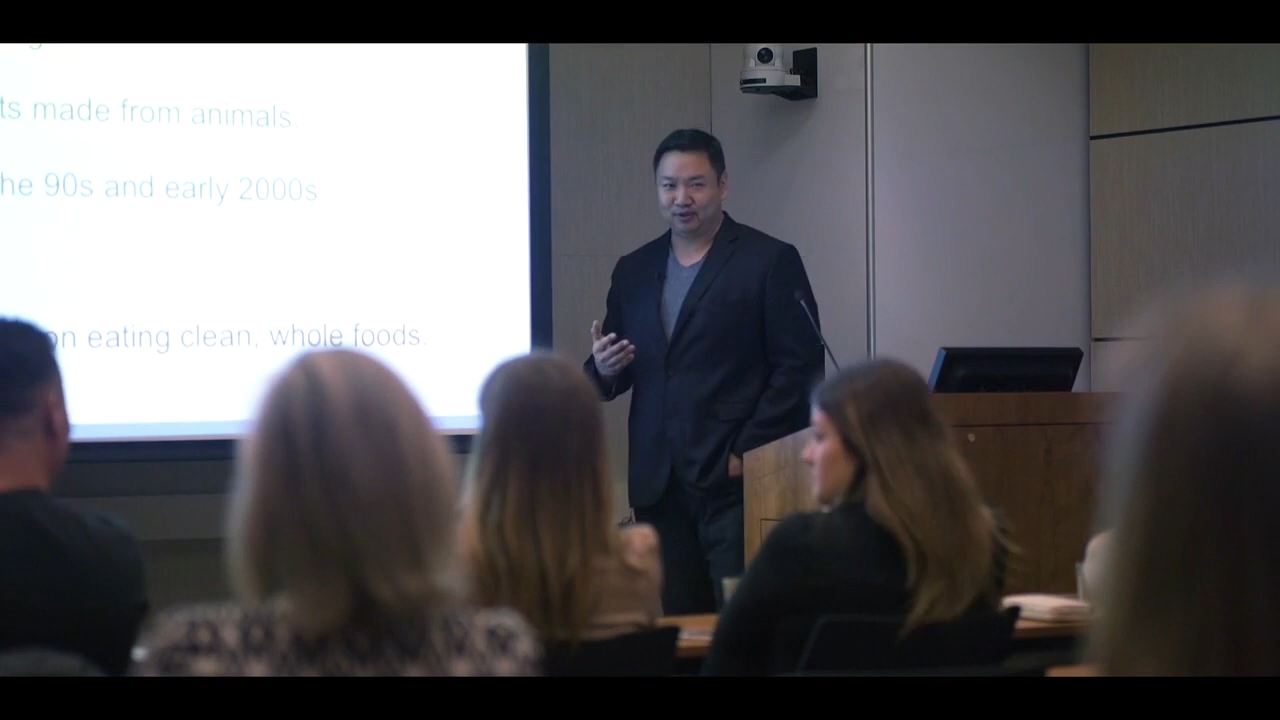 ts made from animals.
he 90s and early 2000s
on eating clean, whole foods.